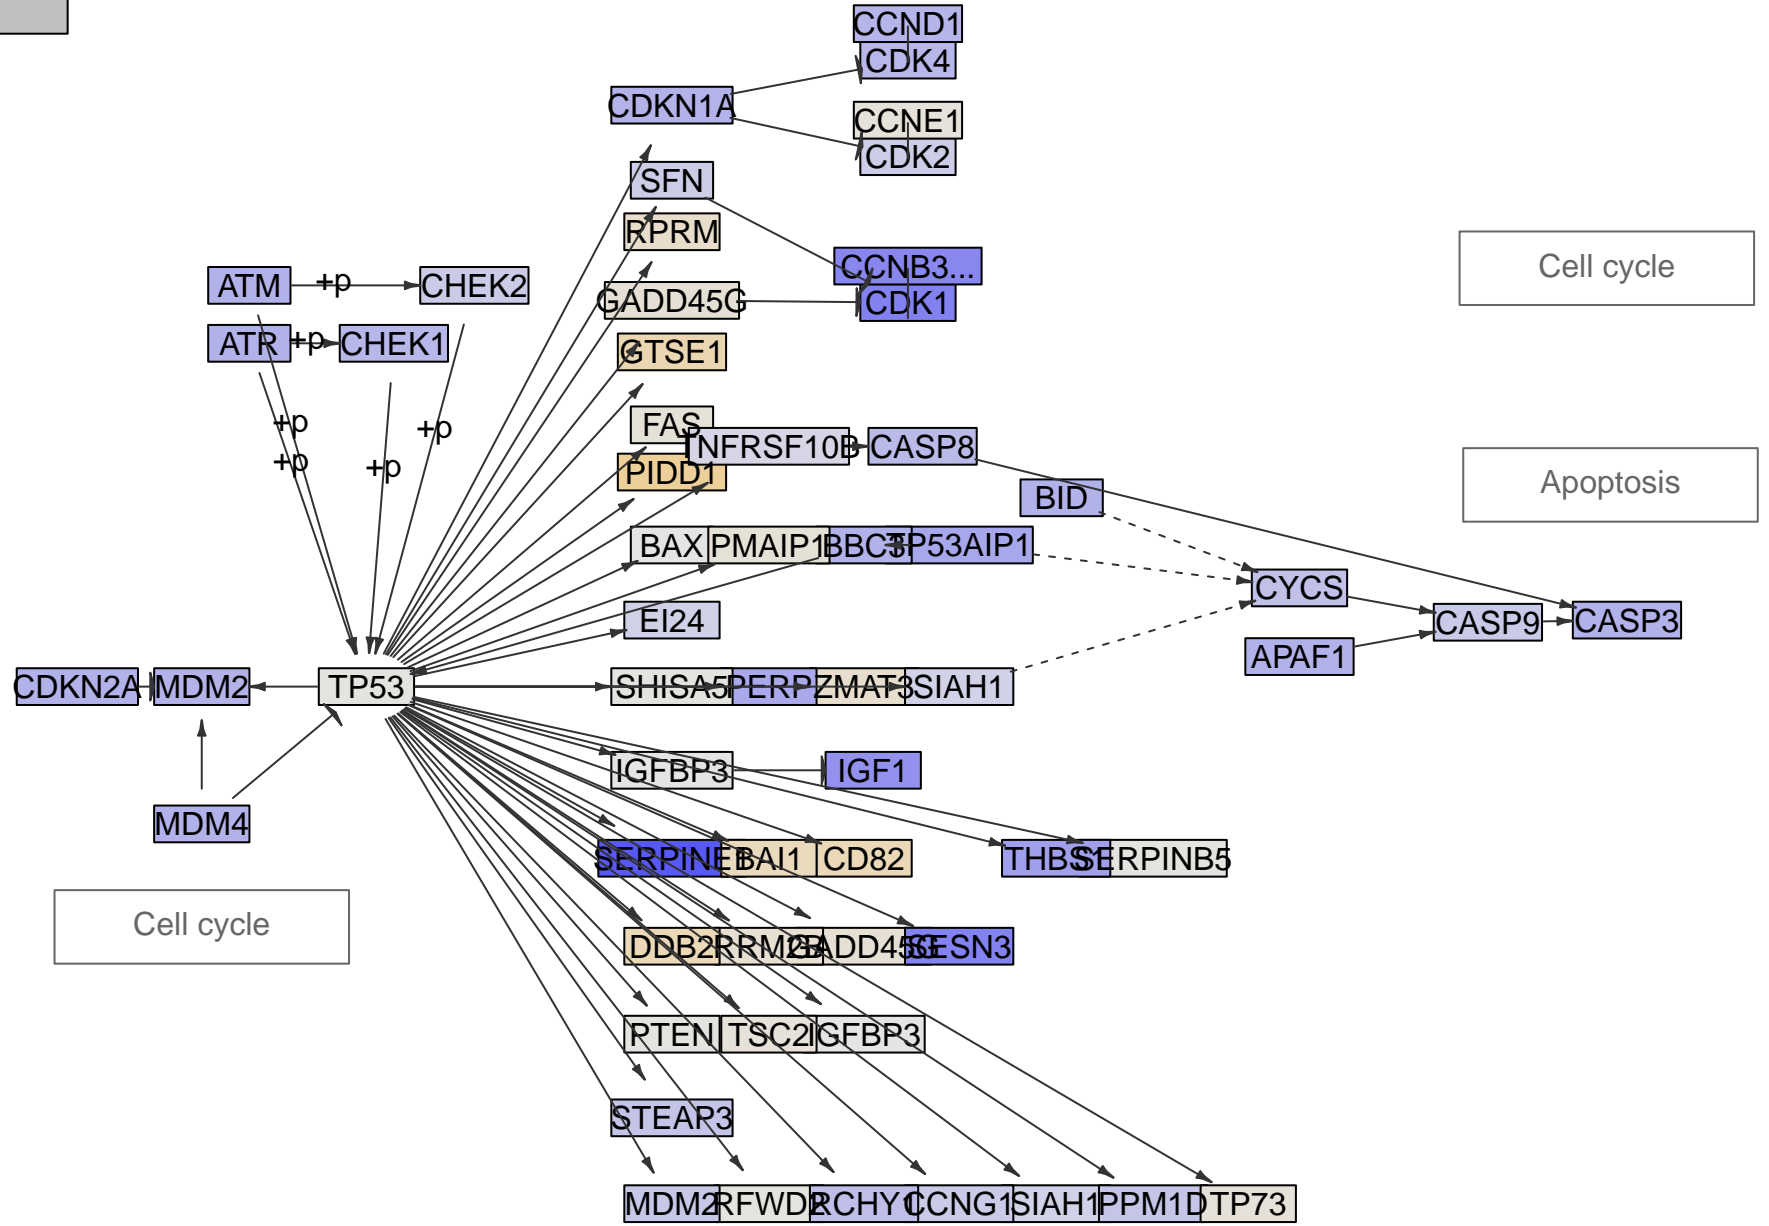 CCND1
CDK4
CDKN1A
CCNE1
CDK2
SFN
RPRM
Cell cycle
CCNB3...
ATM
+p
CHEK2
GADD45G
CDK1
ATR
+p
CHEK1
GTSE1
+p
+p
FAS
TNFRSF10B
CASP8
+p
+p
PIDD1
Apoptosis
BID
BAX
PMAIP1
BBC3
TP53AIP1
CYCS
EI24
CASP9
CASP3
APAF1
CDKN2A
MDM2
TP53
SHISA5
PERP
ZMAT3
SIAH1
IGFBP3
IGF1
MDM4
SERPINE1
BAI1
CD82
THBS1
SERPINB5
Cell cycle
DDB2
RRM2B
GADD45G
SESN3
PTEN
TSC2
IGFBP3
STEAP3
MDM2
RFWD2
RCHY1
CCNG1
SIAH1
PPM1D
TP73